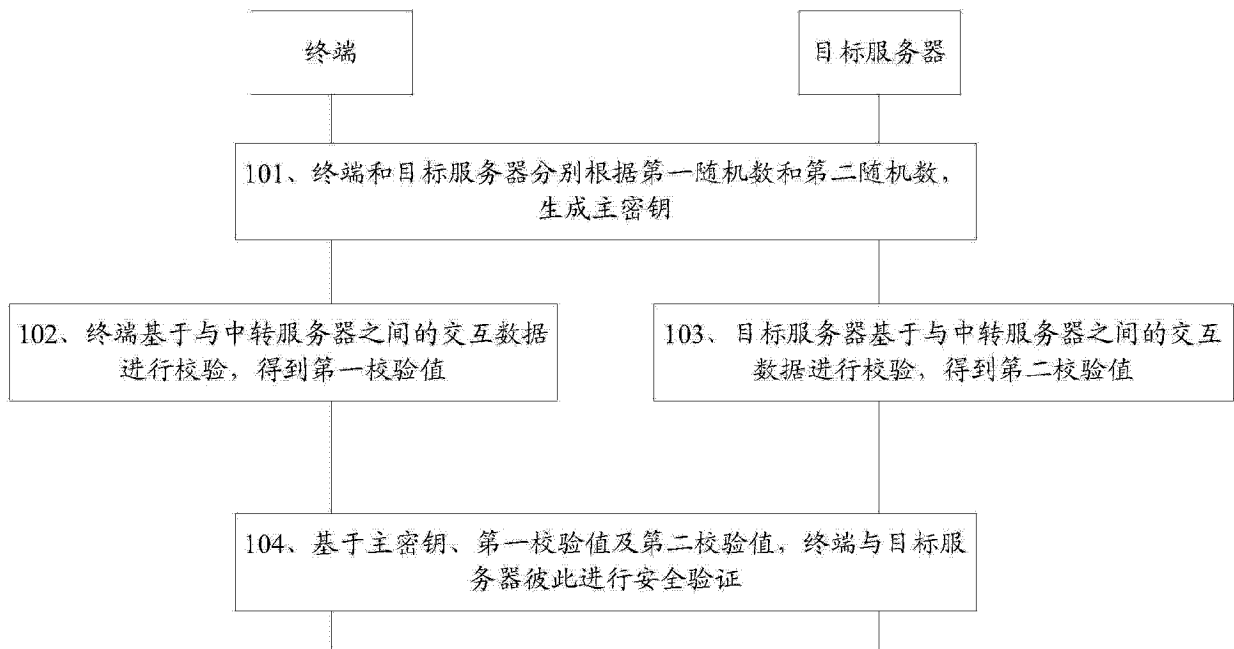 终端
目标服务器
101、终端和目标服务器分别根据第一随机数和第二随机数，
生成主密钥
102、终端基于与中转服务器之间的交互数据
进行校验，得到第一校验值
103、目标服务器基于与中转服务器之间的交互
数据进行校验，得到第二校验值
104、基于主密钥、第一校验值及第二校验值，终端与目标服
务器彼此进行安全验证